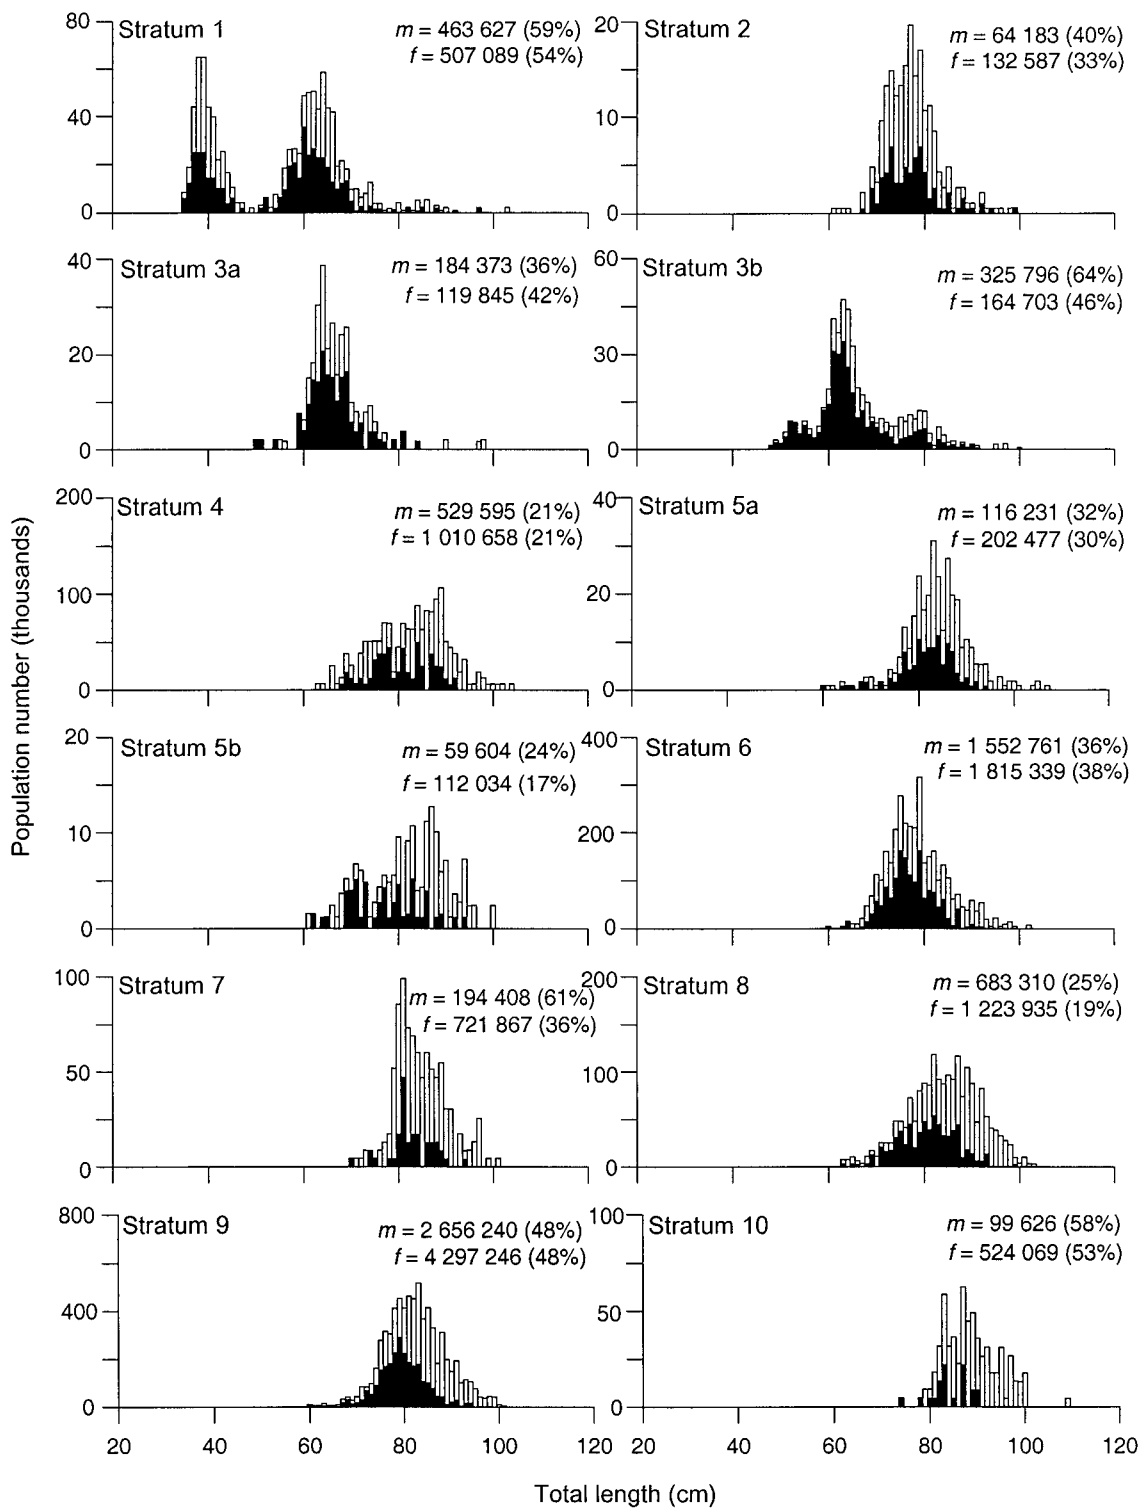 80
40
0
Stratum 1
m = 463 627 (59%)
f = 507 089 (54%)
20
10
0
Stratum 2
m = 64 183 (40%)
f = 132 587 (33%)
40
20
0
Stratum 3a
m = 184 373 (36%)
f = 119 845 (42%)
60
30
0
Stratum 3b
m = 325 796 (64%)
f = 164 703 (46%)
200
100
0
Stratum 4
m = 529 595 (21%)
f = 1 010 658 (21%)
40
20
0
Stratum 5a
m = 116 231 (32%)
f = 202 477 (30%)
Population number (thousands)
20
10
0
Stratum 5b
m = 59 604 (24%)
f = 112 034 (17%)
400
200
0
Stratum 6
m = 1 552 761 (36%)
f = 1 815 339 (38%)
100
50
0
Stratum 7
m = 194 408 (61%)
f = 721 867 (36%)
200
100
0
Stratum 8
m = 683 310 (25%)
f = 1 223 935 (19%)
800
400
0
Stratum 9
m = 2 656 240 (48%)
f = 4 297 246 (48%)
100
50
0
Stratum 10
m = 99 626 (58%)
f = 524 069 (53%)
20 40 60 80 100 120
20 40 60 80 100 120
Total length (cm)